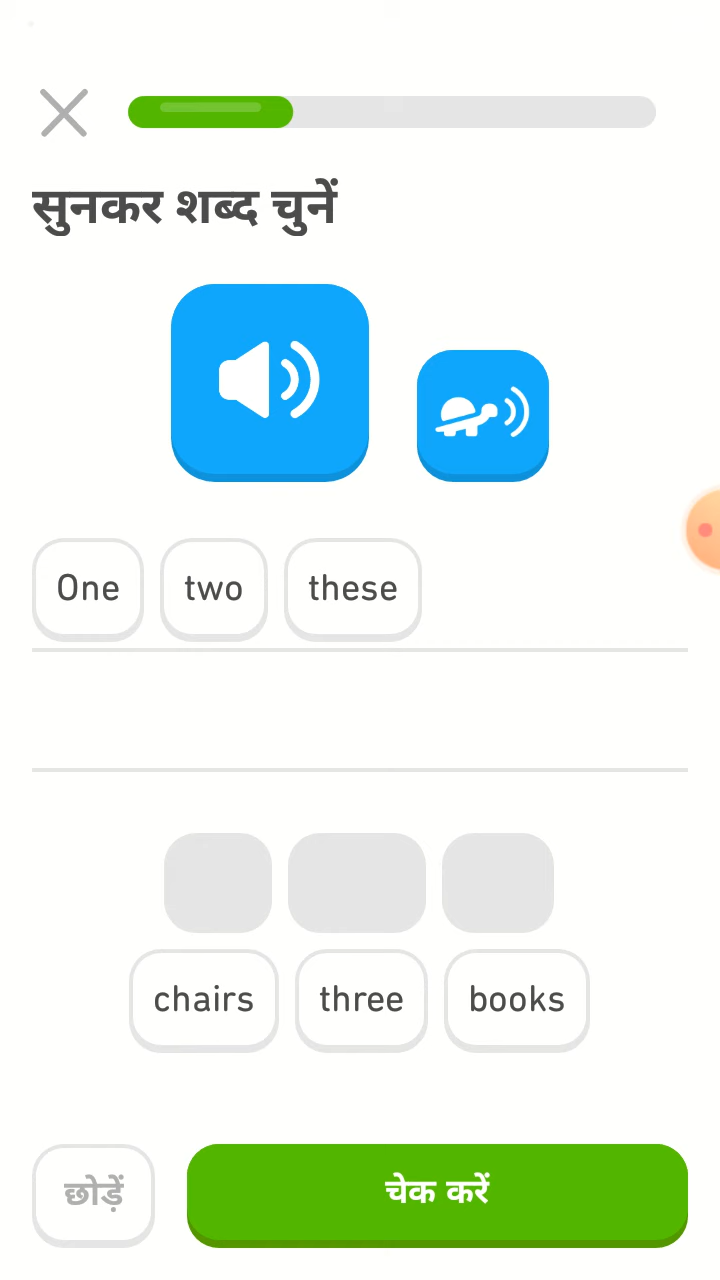 सुनकर शब्द चुनें
One two these
chairs three books
छोड़ें चेक करें